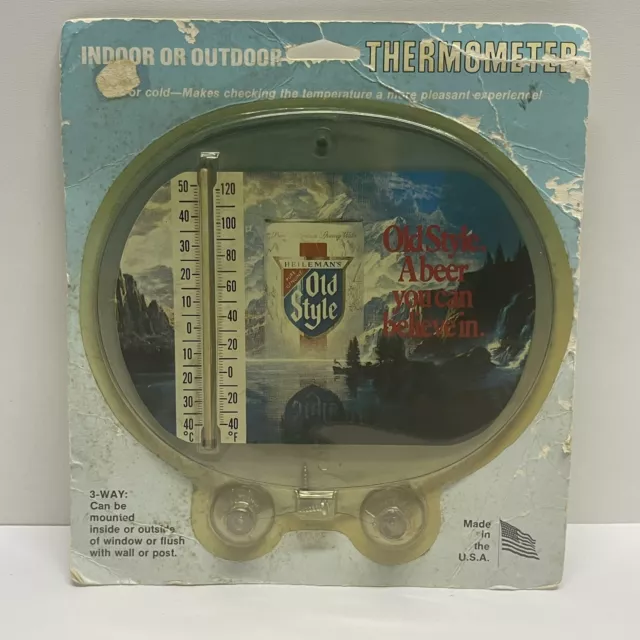 INDOOR OR OUTDOOR THERMOMETER
or cold—Makes checking the temperature a more pleasant experience!
50 120
40 100
30 80
20 60
10 40
0 20
10 0
20
30 20
40 40
°C °F
HEILEMAN'S
Old
Style
Old Style.
A beer
you can
believe in.
3-WAY:
Can be
mounted
inside or outside
of window or flush
with wall or post.
Made
in
the
U.S.A.